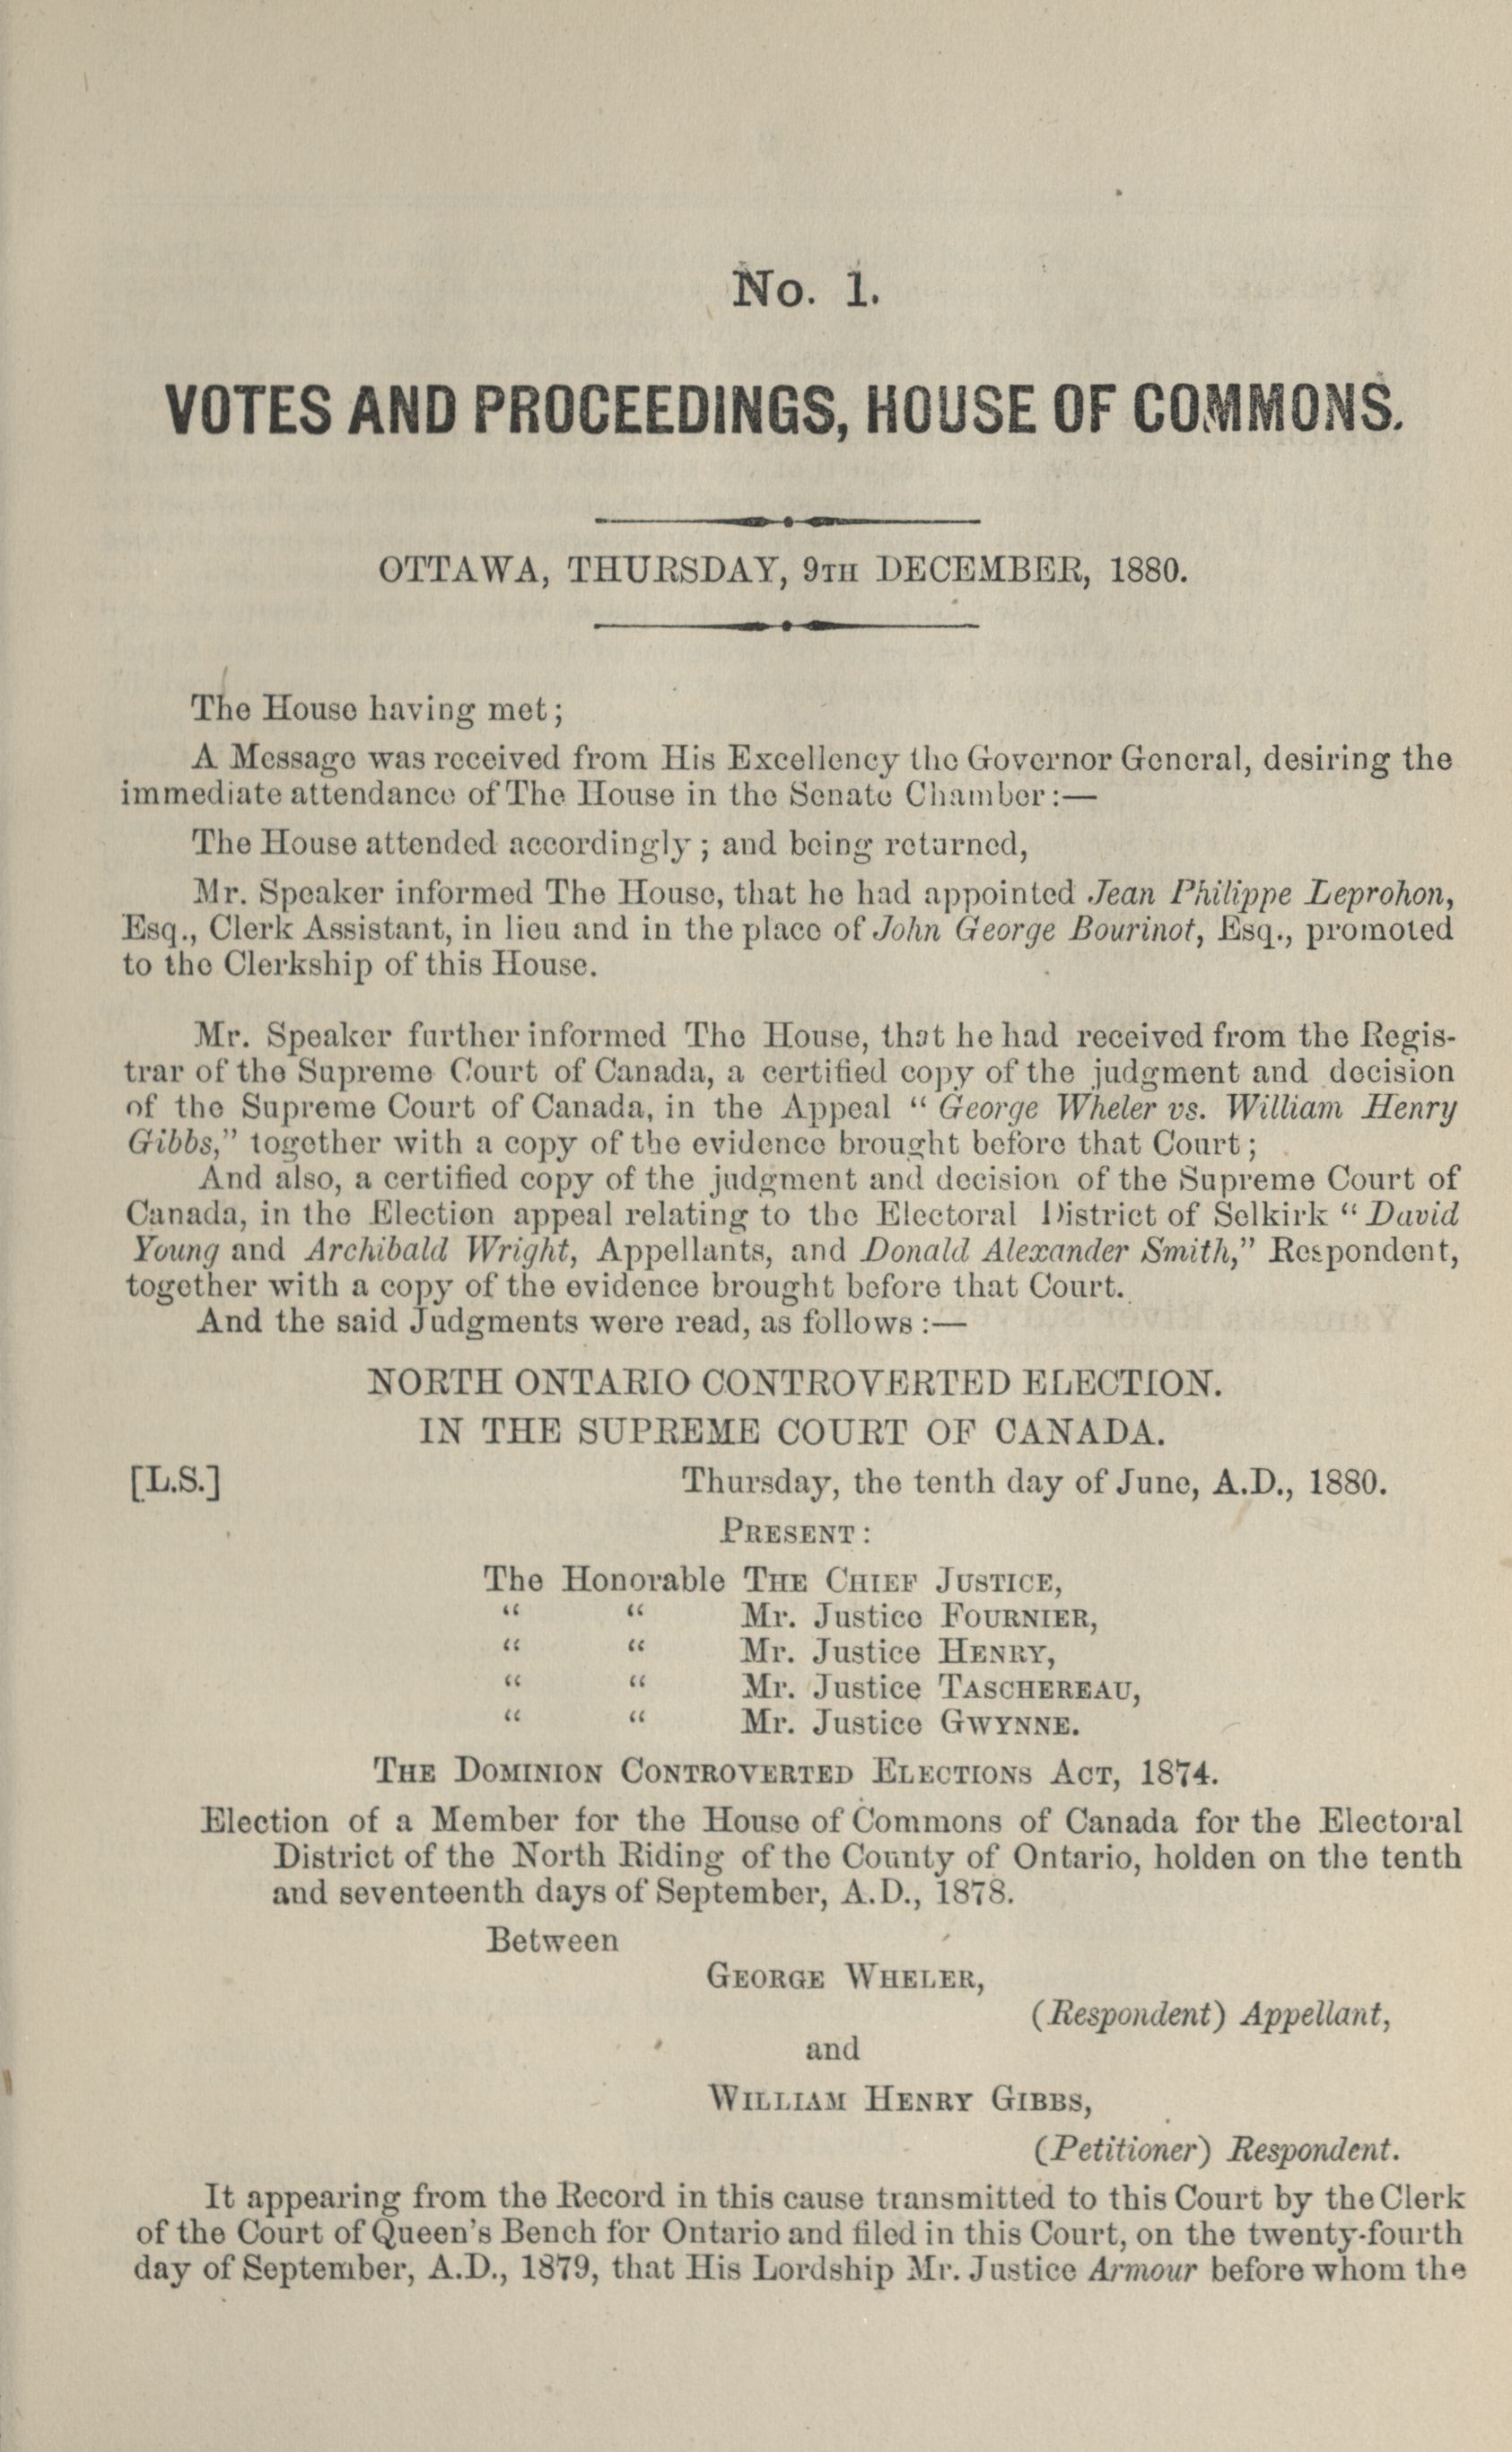 No. 1.
VOTES AND PROCEEDINGS, HOUSE OF COMMONS.
OTTAWA, THURSDAY, 9TH DECEMBER, 1880.
The House having met;
A Message was received from His Excellency the Governor General, desiring the
immediate attendance of The House in the Senate Chamber:—
The House attended accordingly; and being returned,
Mr. Speaker informed The House, that he had appointed Jean Philippe Leprohon,
Esq., Clerk Assistant, in lieu and in the place of John George Bourinot, Esq., promoted
to the Clerkship of this House.
Mr. Speaker further informed The House, that he had received from the Regis-
trar of the Supreme Court of Canada, a certified copy of the judgment and decision
of the Supreme Court of Canada, in the Appeal "George Wheler vs. William Henry
Gibbs," together with a copy of the evidence brought before that Court;
And also, a certified copy of the judgment and decision of the Supreme Court of
Canada, in the Election appeal relating to the Electoral District of Selkirk "David
Young and Archibald Wright, Appellants, and Donald Alexander Smith," Respondent,
together with a copy of the evidence brought before that Court.
And the said Judgments were read, as follows:—
NORTH ONTARIO CONTROVERTED ELECTION.
IN THE SUPREME COURT OF CANADA.
[L.S.] Thursday, the tenth day of June, A.D., 1880.
PRESENT:
The Honorable THE CHIEF JUSTICE,
" " Mr. Justice FOURNIER,
" " Mr. Justice HENRY,
" " Mr. Justice TASCHEREAU,
" " Mr. Justice GWYNNE.
THE DOMINION CONTROVERTED ELECTIONS ACT, 1874.
Election of a Member for the House of Commons of Canada for the Electoral
District of the North Riding of the County of Ontario, holden on the tenth
and seventeenth days of September, A.D., 1878.
Between
GEORGE WHELER,
(Respondent) Appellant,
and
WILLIAM HENRY GIBBS,
(Petitioner) Respondent.
It appearing from the Record in this cause transmitted to this Court by the Clerk
of the Court of Queen's Bench for Ontario and filed in this Court, on the twenty-fourth
day of September, A.D., 1879, that His Lordship Mr. Justice Armour before whom the